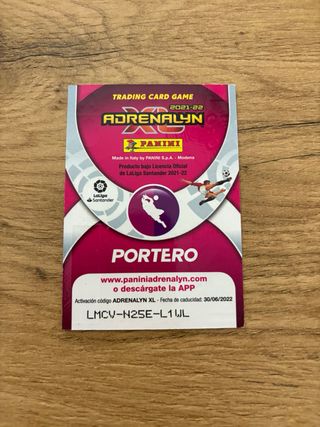 TRADING CARD GAME
2021-22
ADRENALYN
XL
PANINI
Made in Italy by PANINI S.p.A. - Modena
Producto bajo Licencia Oficial
de LaLiga Santander 2021-22
LaLiga
Santander
PORTERO
www.paniniadrenalyn.com
o descárgate la APP
Activación código ADRENALYN XL - Fecha de caducidad: 30/06/2022
LMCV-N25E-L1WL